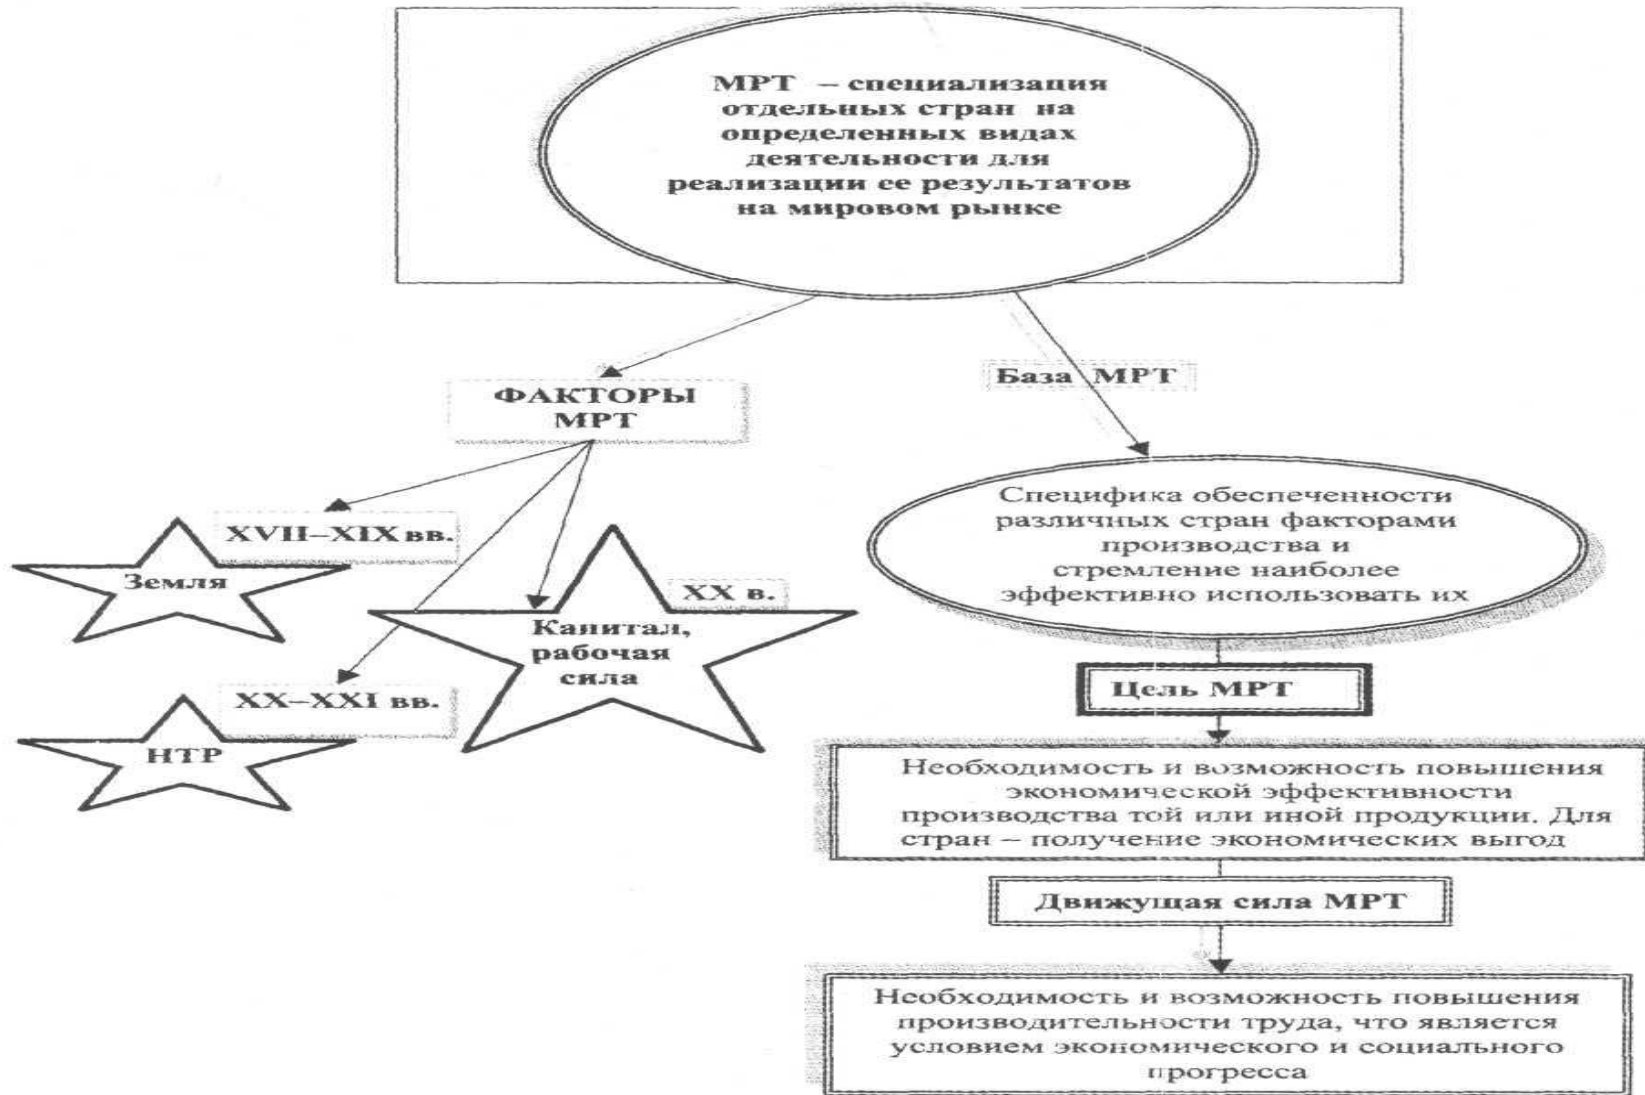 МРТ – специализация
отдельных стран на
определенных видах
деятельности для
реализации ее результатов
на мировом рынке
ФАКТОРЫ
МРТ
База МРТ
XVII–XIX вв.
Земля
XX в.
Капитал,
рабочая
сила
XX–XXI вв.
НТР
Специфика обеспеченности
различных стран факторами
производства и
стремление наиболее
эффективно использовать их
Цель МРТ
Необходимость и возможность повышения
экономической эффективности
производства той или иной продукции. Для
стран – получение экономических выгод
Движущая сила МРТ
Необходимость и возможность повышения
производительности труда, что является
условием экономического и социального
прогресса